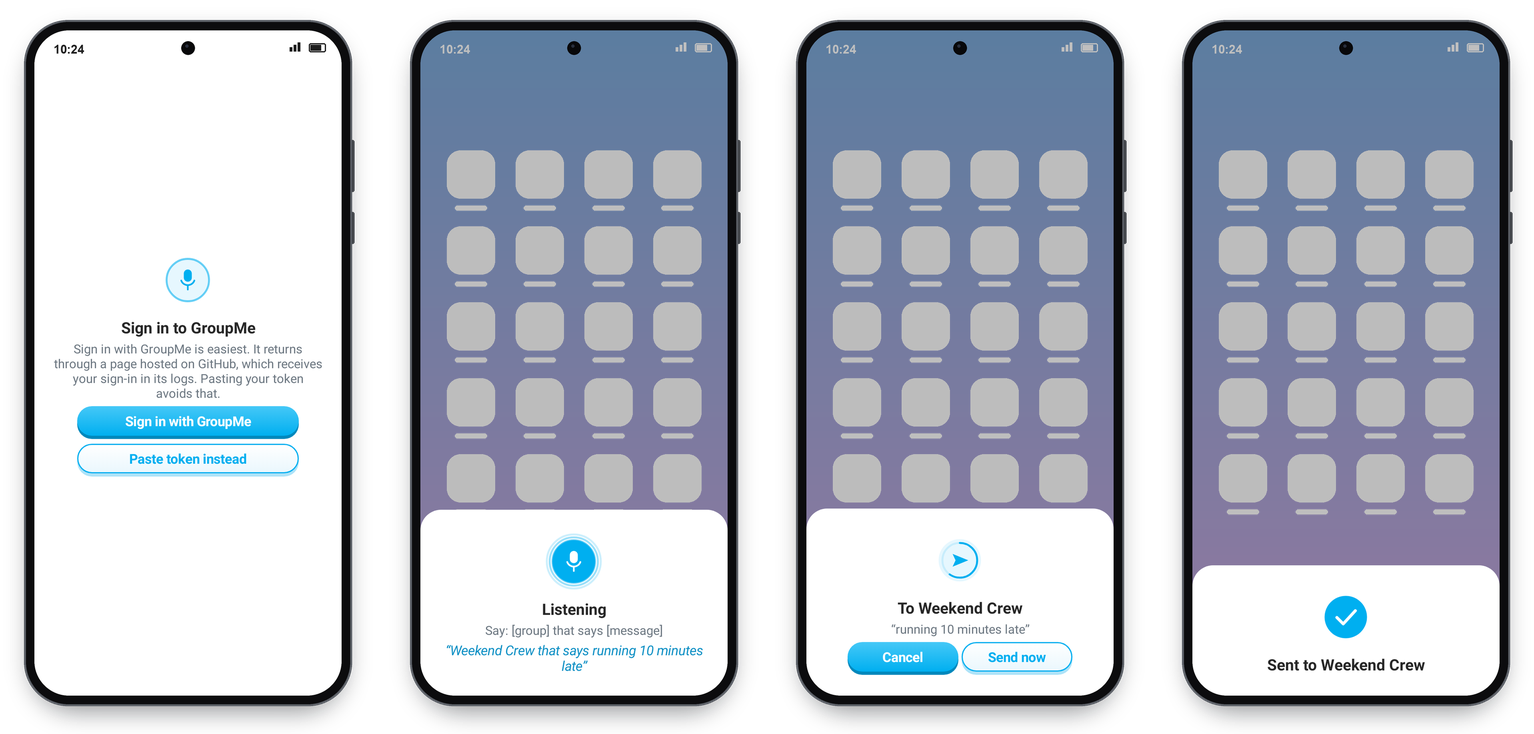 10:24
Sign in to GroupMe
Sign in with GroupMe is easiest. It returns
through a page hosted on GitHub, which receives
your sign-in in its logs. Pasting your token
avoids that.
Sign in with GroupMe
Paste token instead
10:24
Listening
Say: [group] that says [message]
“Weekend Crew that says running 10 minutes
late”
10:24
To Weekend Crew
“running 10 minutes late”
Cancel
Send now
10:24
Sent to Weekend Crew